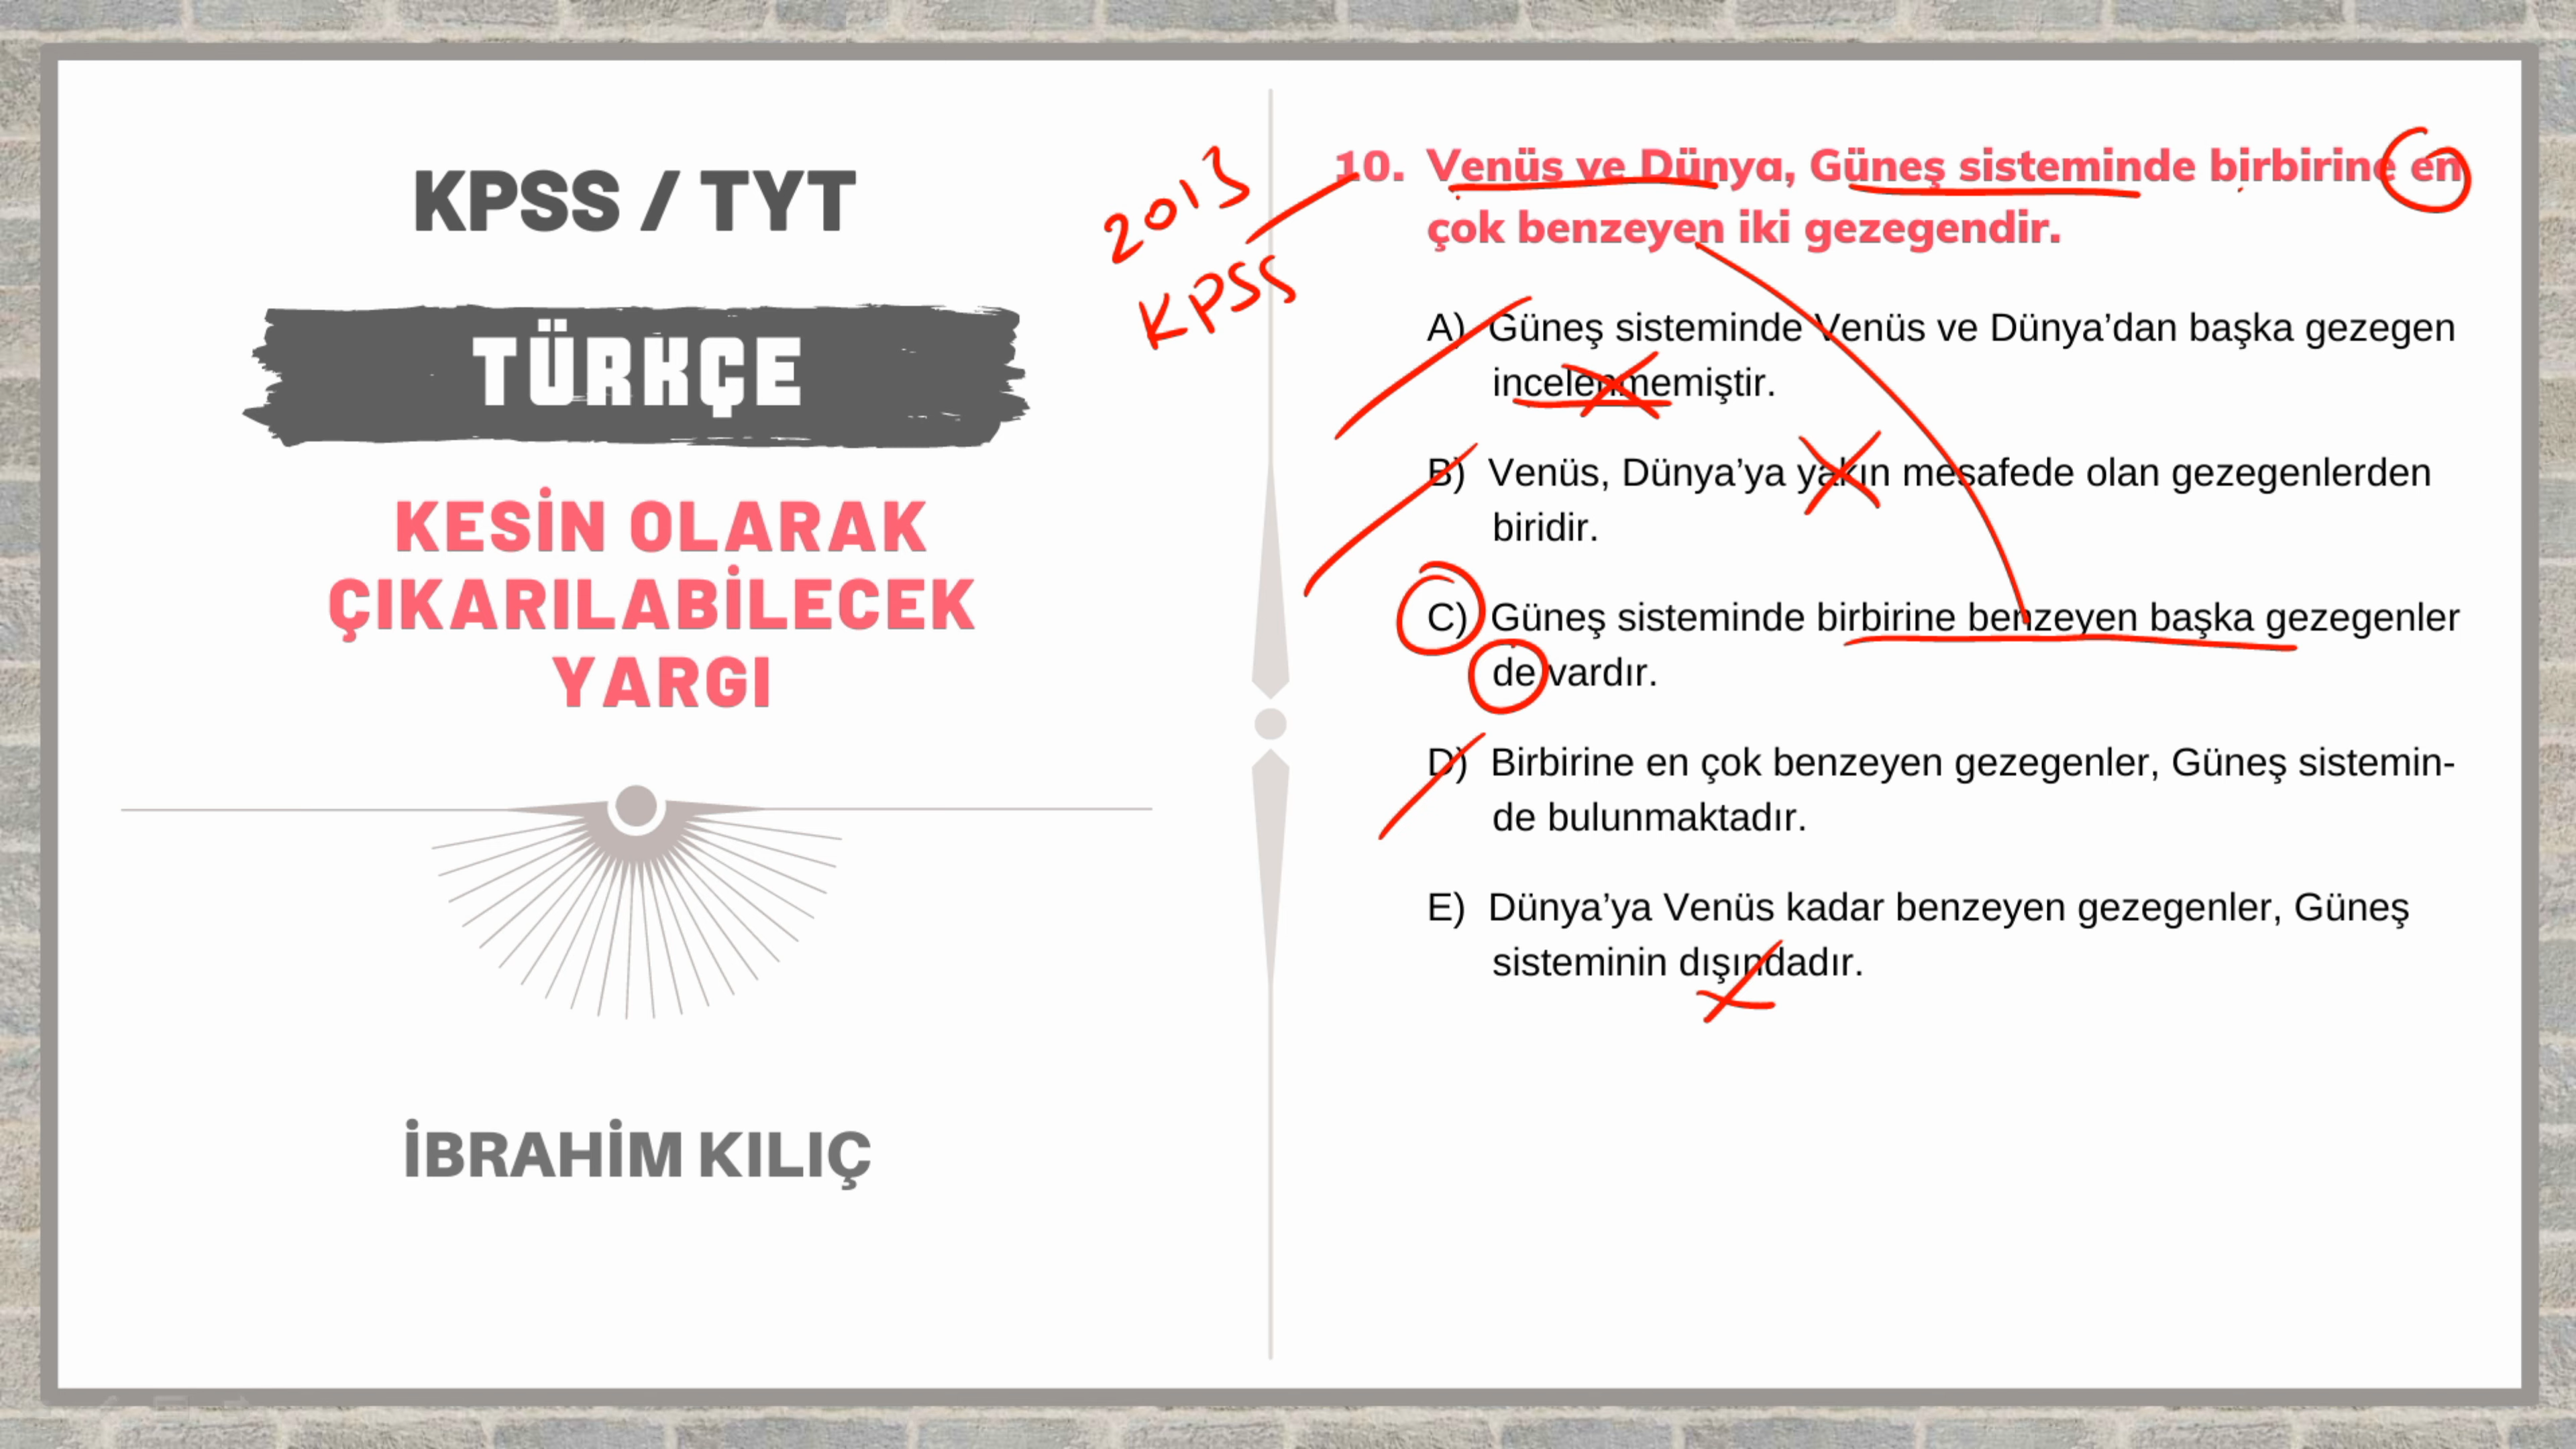 KPSS / TYT
TÜRKÇE
KESİN OLARAK
ÇIKARILABİLECEK
YARGI
İBRAHİM KILIÇ
2013
KPSS
10. Venüs ve Dünya, Güneş sisteminde birbirine en
çok benzeyen iki gezegendir.
A) Güneş sisteminde Venüs ve Dünya’dan başka gezegen
incelenmemiştir.
B) Venüs, Dünya’ya yakın mesafede olan gezegenlerden
biridir.
C) Güneş sisteminde birbirine benzeyen başka gezegenler
de vardır.
D) Birbirine en çok benzeyen gezegenler, Güneş sistemin-
de bulunmaktadır.
E) Dünya’ya Venüs kadar benzeyen gezegenler, Güneş
sisteminin dışındadır.